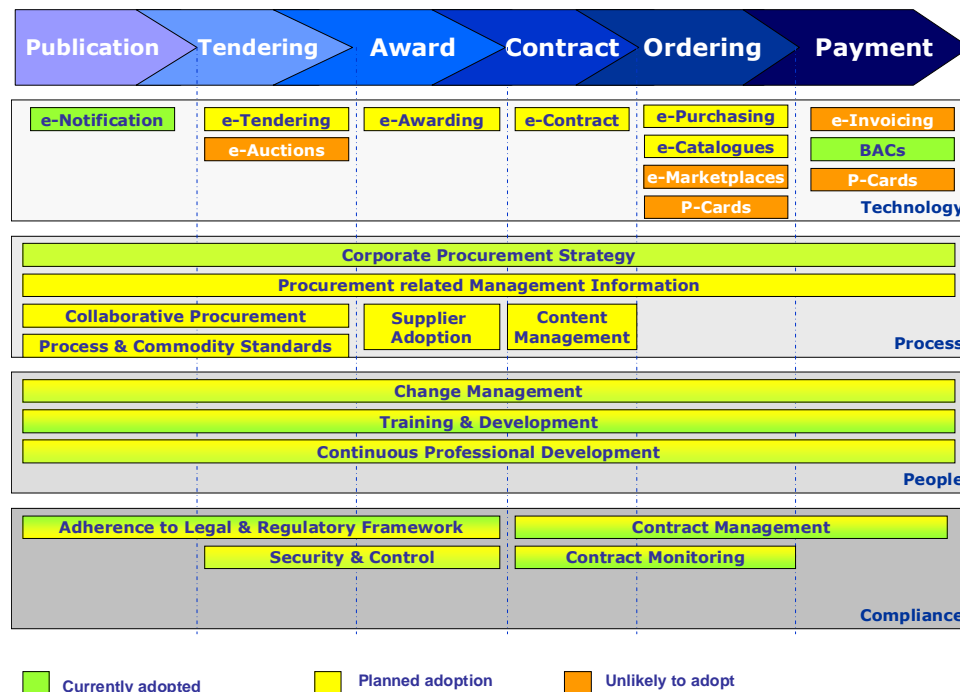 Publication
Tendering
Award
Contract
Ordering
Payment
e-Notification
e-Tendering
e-Awarding
e-Contract
e-Purchasing
e-Invoicing
e-Auctions
e-Catalogues
BACs
e-Marketplaces
P-Cards
P-Cards
Technology
Corporate Procurement Strategy
Procurement related Management Information
Collaborative Procurement
Supplier
Adoption
Content
Management
Process & Commodity Standards
Process
Change Management
Training & Development
Continuous Professional Development
People
Adherence to Legal & Regulatory Framework
Contract Management
Security & Control
Contract Monitoring
Compliance
Currently adopted
Planned adoption
Unlikely to adopt